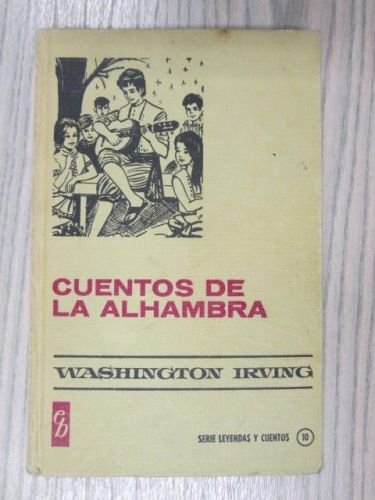 CUENTOS DE
LA ALHAMBRA
WASHINGTON IRVING
eb
SERIE LEYENDAS Y CUENTOS 10